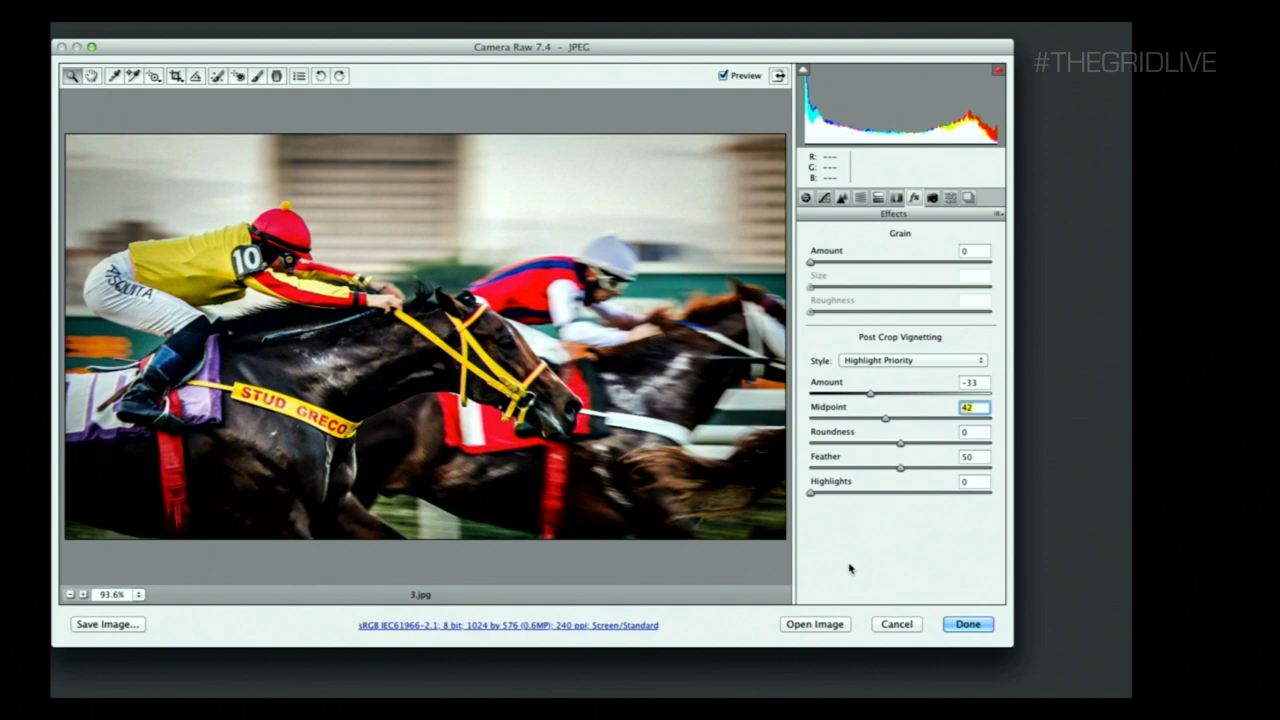 #THEGRIDLIVE
Camera Raw 7.4 - JPEG
Preview
R: ---
G: ---
B: ---
Effects
Grain
Amount 0
Size
Roughness
Post Crop Vignetting
Style: Highlight Priority
Amount -33
Midpoint 42
Roundness 0
Feather 50
Highlights 0
10
STUD GRECO
93.6%
3.jpg
Save Image...
sRGB IEC61966-2.1; 8 bit; 1024 by 576 (0.6MP); 240 ppi; Screen/Standard
Open Image
Cancel
Done